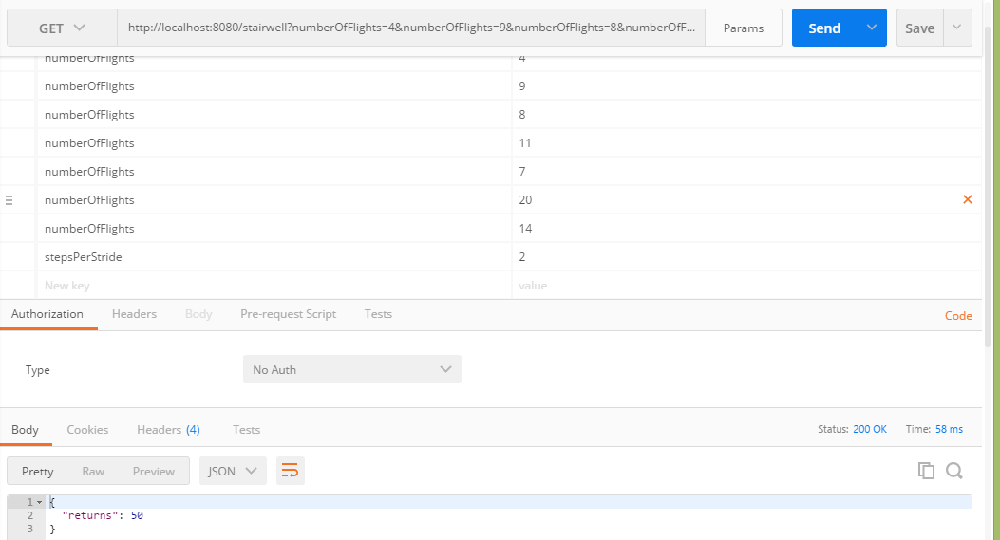 GET http://localhost:8080/stairwell?numberOfFlights=4&numberOfFlights=9&numberOfFlights=8&numberOfF... Params Send Save
numberOfFlights 4
numberOfFlights 9
numberOfFlights 8
numberOfFlights 11
numberOfFlights 7
numberOfFlights 20
numberOfFlights 14
stepsPerStride 2
New key value
Authorization Headers Body Pre-request Script Tests Code
Type No Auth
Body Cookies Headers (4) Tests Status: 200 OK Time: 58 ms
Pretty Raw Preview JSON
1 {
2 "returns": 50
3 }